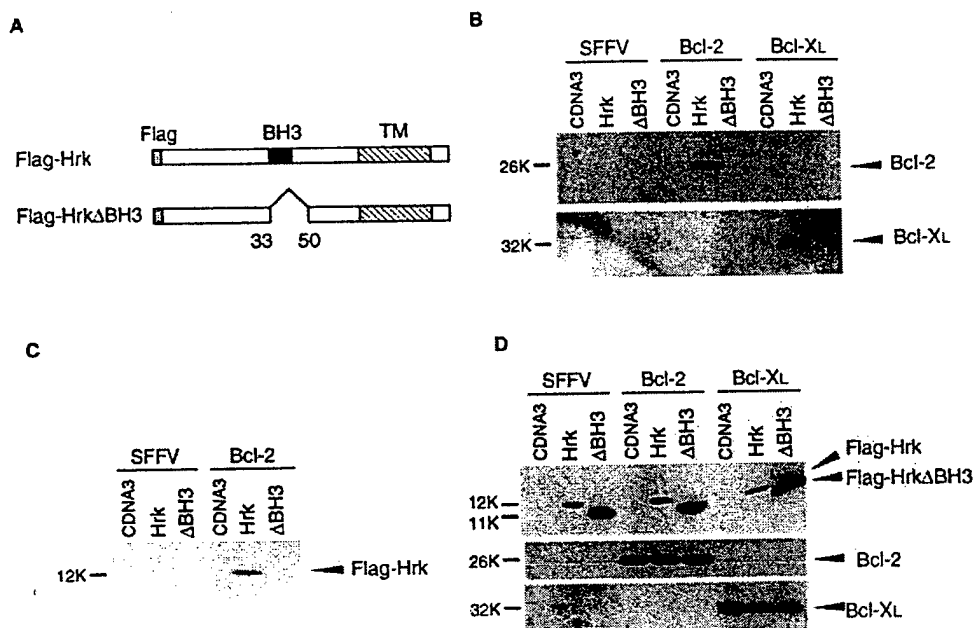 A
Flag
BH3
TM
Flag-Hrk
Flag-HrkΔBH3
33
50
B
SFFV
Bcl-2
Bcl-XL
CDNA3
Hrk
ΔBH3
CDNA3
Hrk
ΔBH3
CDNA3
Hrk
ΔBH3
26K
Bcl-2
32K
Bcl-XL
C
SFFV
Bcl-2
CDNA3
Hrk
ΔBH3
CDNA3
Hrk
ΔBH3
12K
Flag-Hrk
D
SFFV
Bcl-2
Bcl-XL
CDNA3
Hrk
ΔBH3
CDNA3
Hrk
ΔBH3
CDNA3
Hrk
ΔBH3
Flag-Hrk
Flag-HrkΔBH3
12K
11K
26K
Bcl-2
32K
Bcl-XL